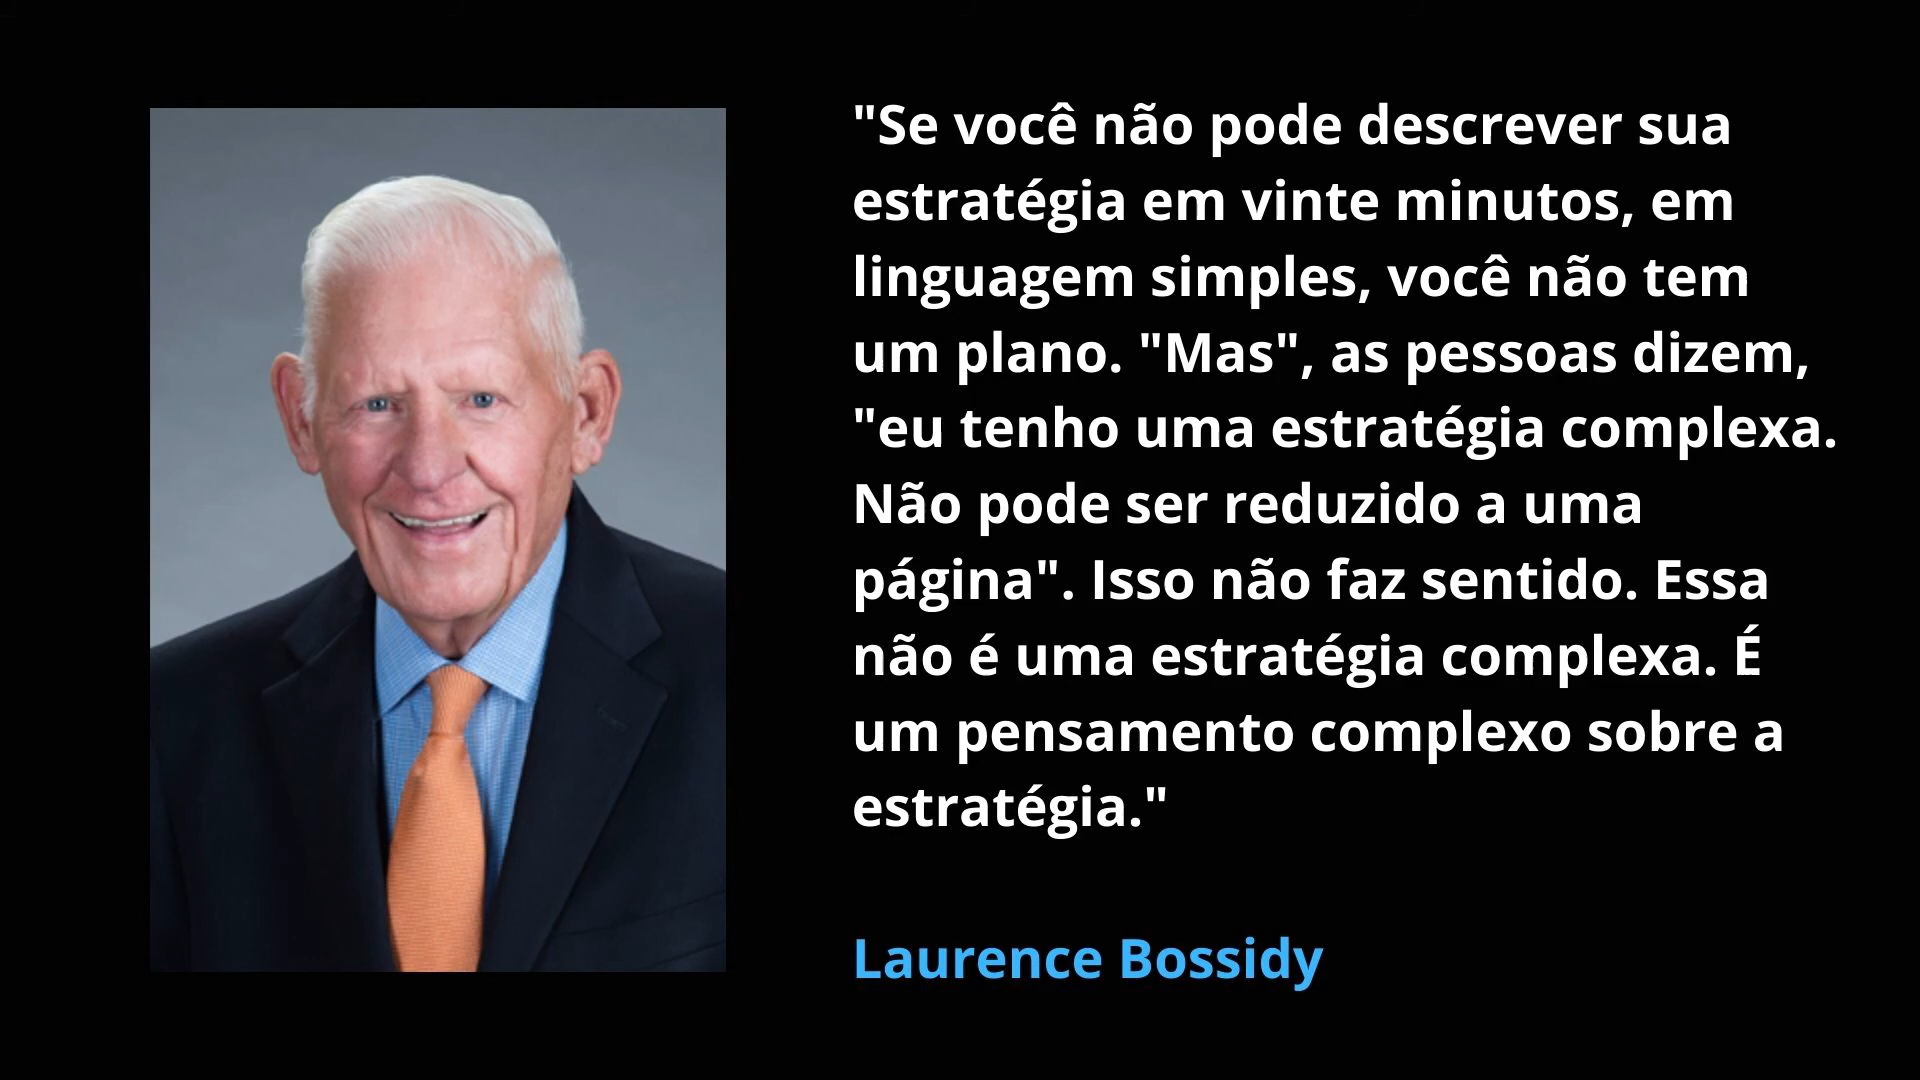 "Se você não pode descrever sua
estratégia em vinte minutos, em
linguagem simples, você não tem
um plano. "Mas", as pessoas dizem,
"eu tenho uma estratégia complexa.
Não pode ser reduzido a uma
página". Isso não faz sentido. Essa
não é uma estratégia complexa. É
um pensamento complexo sobre a
estratégia."
Laurence Bossidy